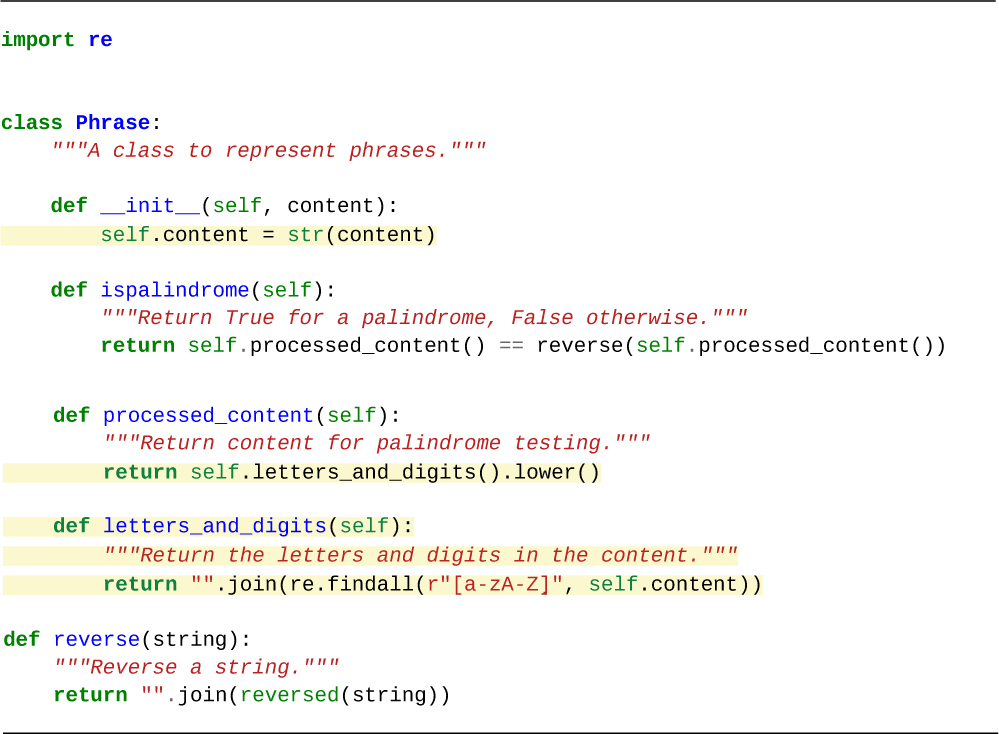 import re
class Phrase:
    """A class to represent phrases."""
    def __init__(self, content):
        self.content = str(content)
    def ispalindrome(self):
        """Return True for a palindrome, False otherwise."""
        return self.processed_content() == reverse(self.processed_content())
    def processed_content(self):
        """Return content for palindrome testing."""
        return self.letters_and_digits().lower()
    def letters_and_digits(self):
        """Return the letters and digits in the content."""
        return "".join(re.findall(r"[a-zA-Z]", self.content))
def reverse(string):
    """Reverse a string."""
    return "".join(reversed(string))